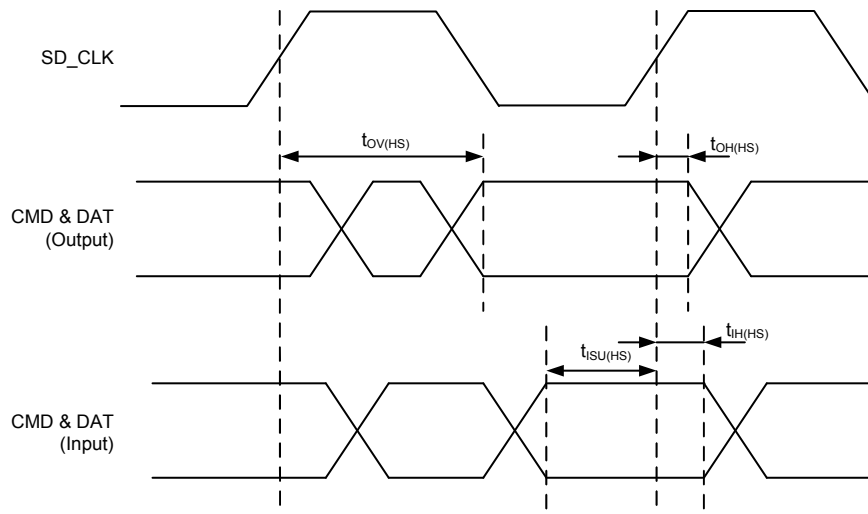 SD_CLK
tOV(HS)
tOH(HS)
CMD & DAT
(Output)
tIH(HS)
tISU(HS)
CMD & DAT
(Input)